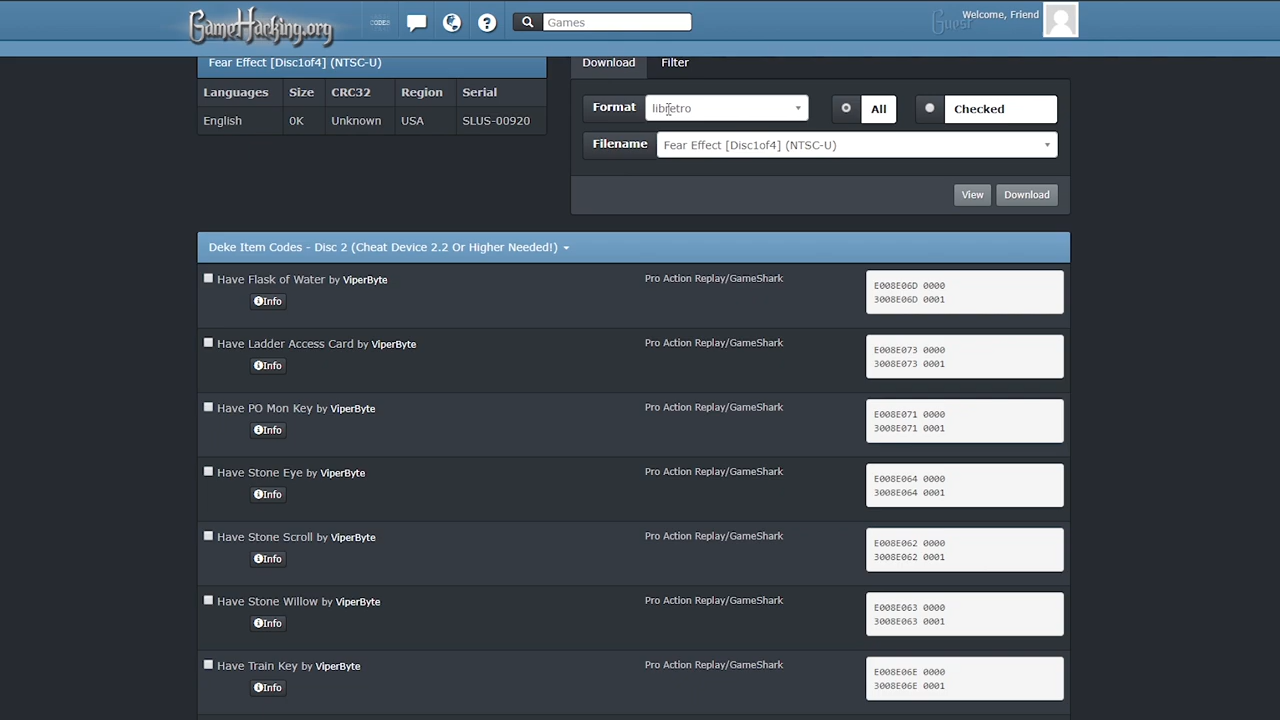 GameHacking.org
CODES
Games
Guest
Welcome, Friend
Fear Effect [Disc1of4] (NTSC-U)
Languages Size CRC32 Region Serial
English 0K Unknown USA SLUS-00920
Download Filter
Format libretro All Checked
Filename Fear Effect [Disc1of4] (NTSC-U)
View Download
Deke Item Codes - Disc 2 (Cheat Device 2.2 Or Higher Needed!)
Have Flask of Water by ViperByte Pro Action Replay/GameShark E008E06D 0000
Info 3008E06D 0001
Have Ladder Access Card by ViperByte Pro Action Replay/GameShark E008E073 0000
Info 3008E073 0001
Have PO Mon Key by ViperByte Pro Action Replay/GameShark E008E071 0000
Info 3008E071 0001
Have Stone Eye by ViperByte Pro Action Replay/GameShark E008E064 0000
Info 3008E064 0001
Have Stone Scroll by ViperByte Pro Action Replay/GameShark E008E062 0000
Info 3008E062 0001
Have Stone Willow by ViperByte Pro Action Replay/GameShark E008E063 0000
Info 3008E063 0001
Have Train Key by ViperByte Pro Action Replay/GameShark E008E06E 0000
Info 3008E06E 0001